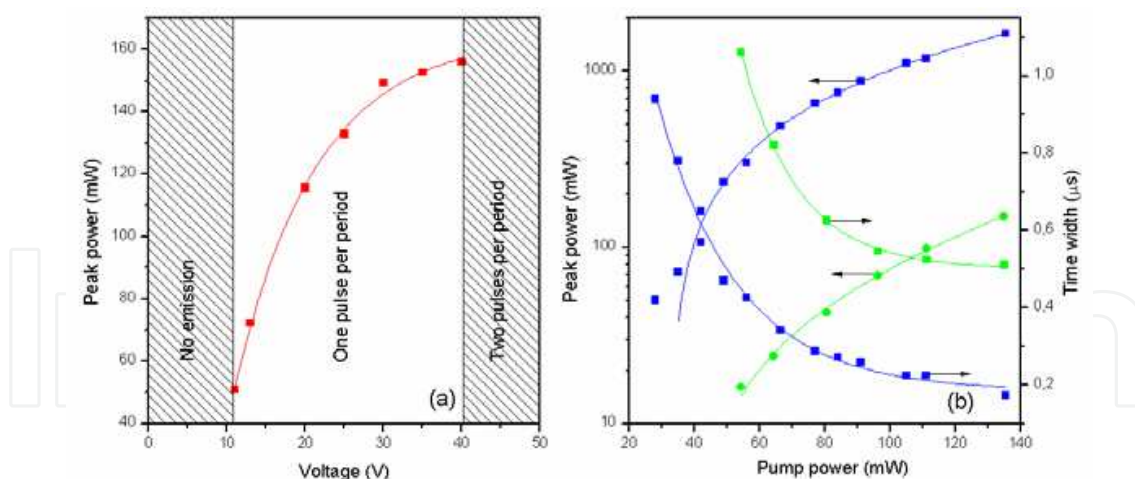 Peak power (mW)
160
140
120
100
80
60
40
No emission
One pulse per period
Two pulses per period
(a)
0
10
20
30
40
50
Voltage (V)
Peak power (mW)
1000
100
10
(b)
20
40
60
80
100
120
140
Pump power (mW)
1,0
0,8
0,6
0,4
0,2
Time width (μs)